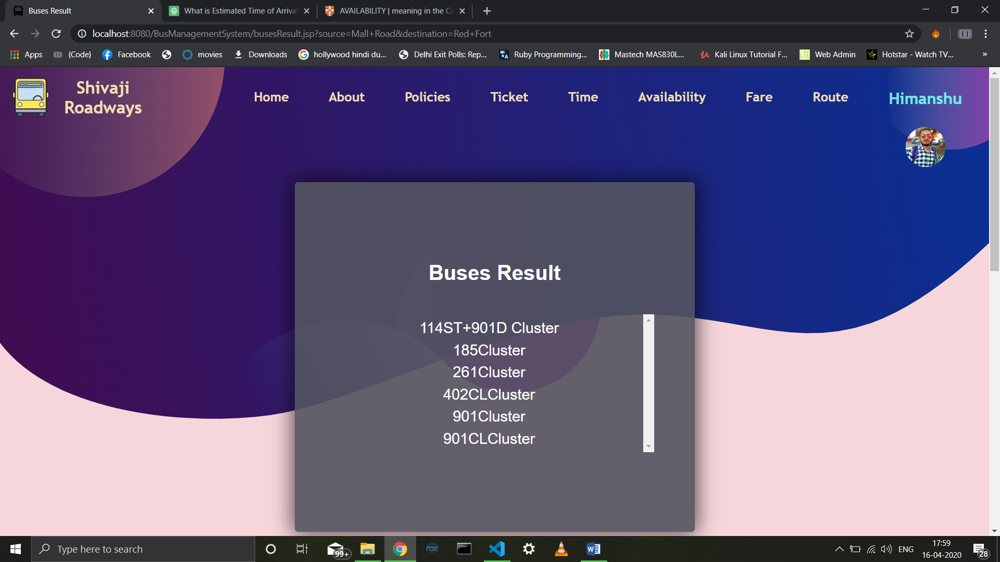 Buses Result
What is Estimated Time of Arrival
AVAILABILITY | meaning in the Ca
localhost:8080/BusManagementSystem/busesResult.jsp?source=Mall+Road&destination=Red+Fort
Apps
{Code}
Facebook
movies
Downloads
hollywood hindi du...
Delhi Exit Polls: Rep...
Ruby Programming...
Mastech MAS830L...
Kali Linux Tutorial F...
LTE
Web Admin
Hotstar - Watch TV...
»
Shivaji
Roadways
Home
About
Policies
Ticket
Time
Availability
Fare
Route
Himanshu
Buses Result
114ST+901D Cluster
185Cluster
261Cluster
402CLCluster
901Cluster
901CLCluster
Type here to search
99+
nox
ENG
17:59
16-04-2020
28